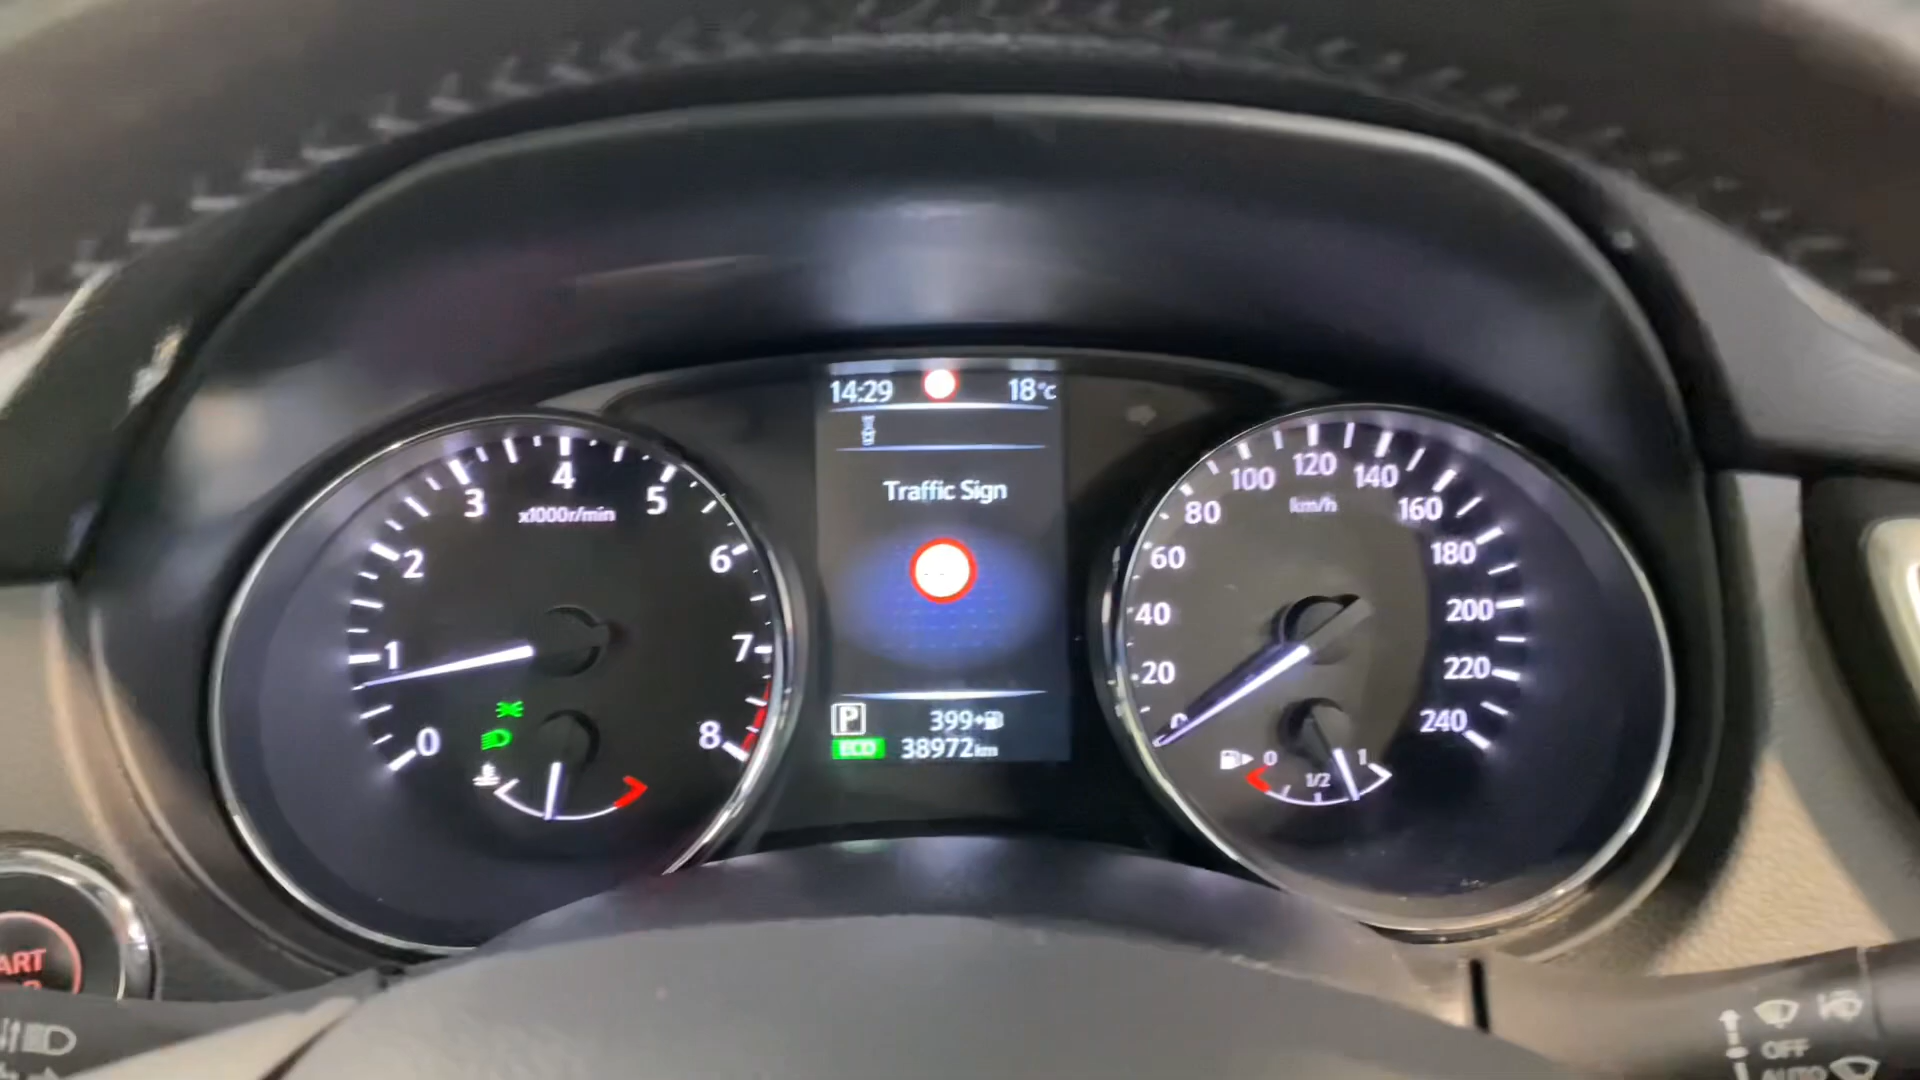 14:29 18°C
Traffic Sign
P 399+
ECO 38972km
0 1 2 3 4 5 6 7 8
x1000r/min
0 20 40 60 80 100 120 140 160 180 200 220 240
km/h
0 1/2 1
ART
OFF
AUTO